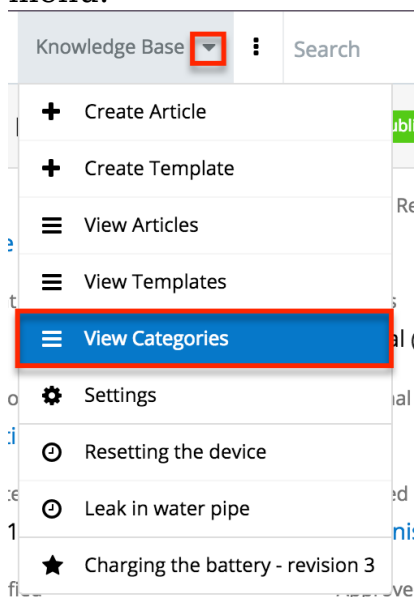 menu.
Knowledge Base Search
Create Article
Create Template
View Articles
View Templates
View Categories
Settings
Resetting the device
Leak in water pipe
Charging the battery - revision 3